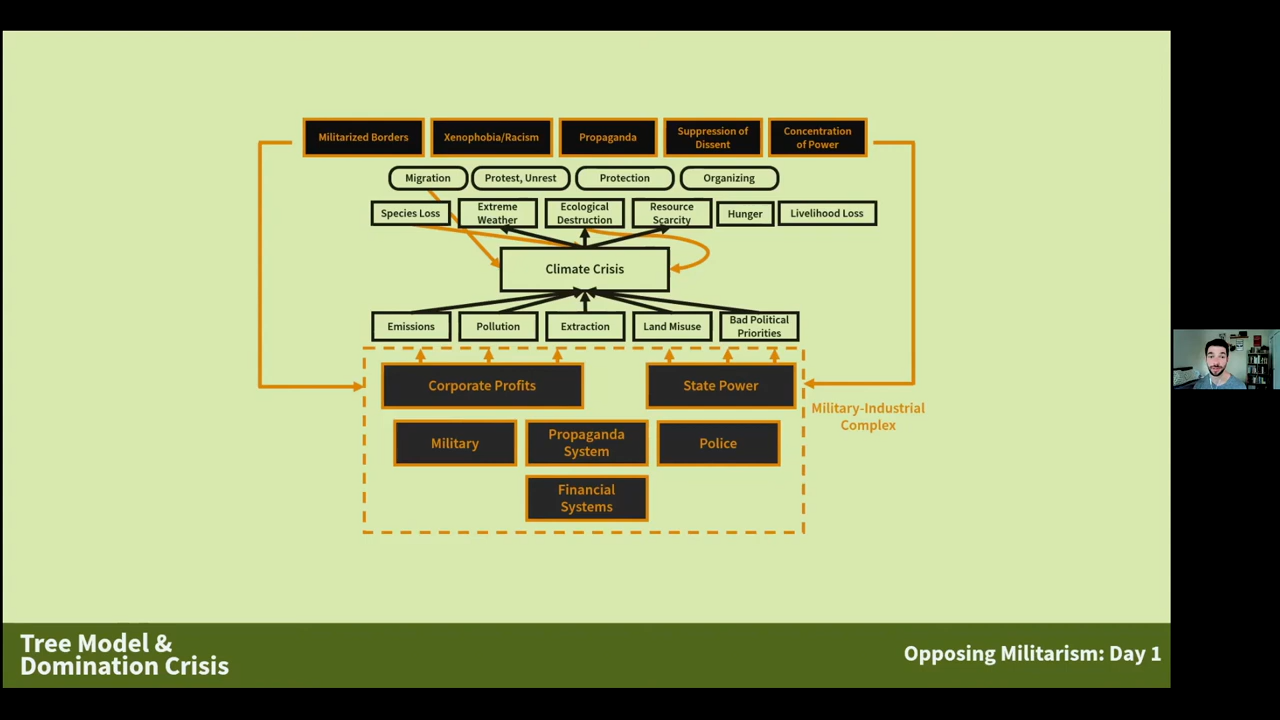 Militarized Borders
Xenophobia/Racism
Propaganda
Suppression of
Dissent
Concentration
of Power
Migration
Protest, Unrest
Protection
Organizing
Species Loss
Extreme
Weather
Ecological
Destruction
Resource
Scarcity
Hunger
Livelihood Loss
Climate Crisis
Emissions
Pollution
Extraction
Land Misuse
Bad Political
Priorities
Corporate Profits
State Power
Military-Industrial
Complex
Military
Propaganda
System
Police
Financial
Systems
Tree Model &
Domination Crisis
Opposing Militarism: Day 1